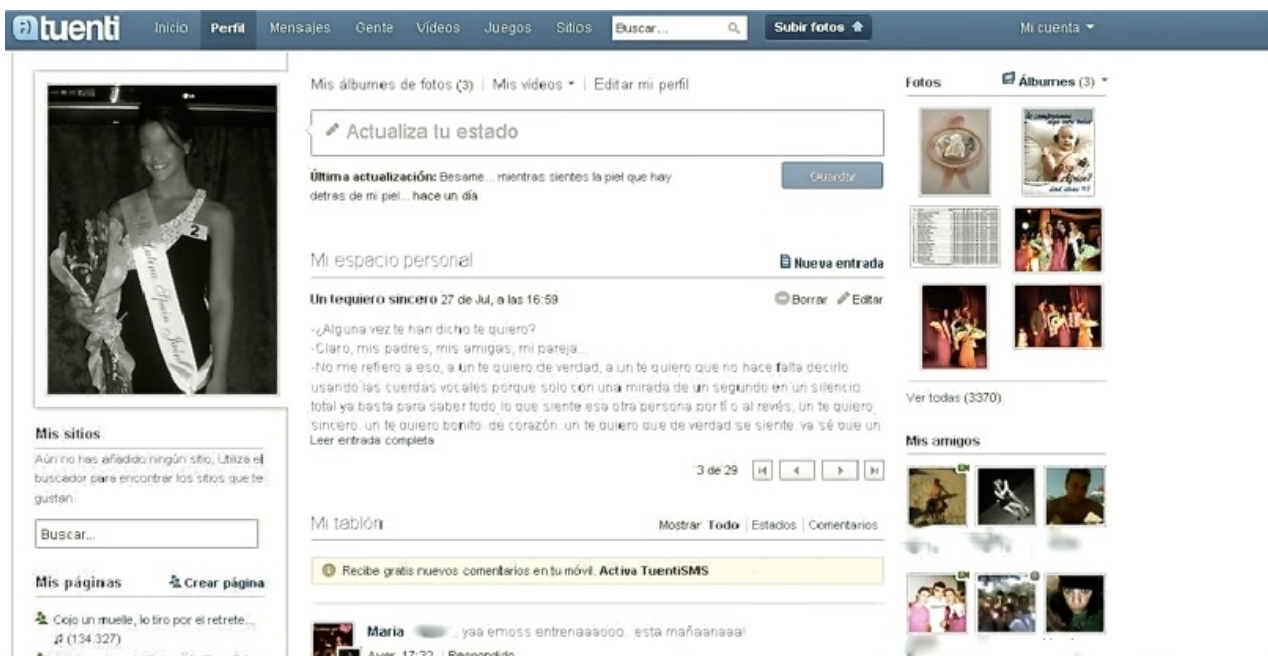 tuenti Inicio Perfil Mensajes Gente Vídeos Juegos Sitios Buscar... Subir fotos Mi cuenta
Mis álbumes de fotos (3) | Mis vídeos | Editar mi perfil
Actualiza tu estado
Última actualización: Besame... mientras sientes la piel que hay
detras de mi piel... hace un día
Guardar
Mi espacio personal
Nueva entrada
Un tequiero sincero 27 de Jul, a las 16:59
Borrar Editar
-¿Alguna vez te han dicho te quiero?
-Claro, mis padres, mis amigas, mi pareja...
-No me refiero a eso, a un te quiero de verdad, a un te quiero que no hace falta decirlo
usando las cuerdas vocales porque solo con una mirada de un segundo en un silencio
total ya basta para saber todo lo que siente esa otra persona por tí o al revés, un te quiero
sincero, un te quiero bonito, de corazón, un te quiero que de verdad se siente, ya sé que un
Leer entrada completa
3 de 29
Mi tablón
Mostrar Todo | Estados | Comentarios
Recibe gratis nuevos comentarios en tu móvil. Activa TuentiSMS
Maria yaa emoss entrenaaaooo.. esta mañaanaaa!
Ayer, 17:32 | Respondido
2
Spain
Mis sitios
Aún no has añadido ningún sitio, Utiliza el
buscador para encontrar los sitios que te
gustan.
Buscar...
Mis páginas
Crear página
Cojo un muelle, lo tiro por el retrete...
(134.327)
Fotos
Álbumes (3)
Ver todas (3370)
Mis amigos